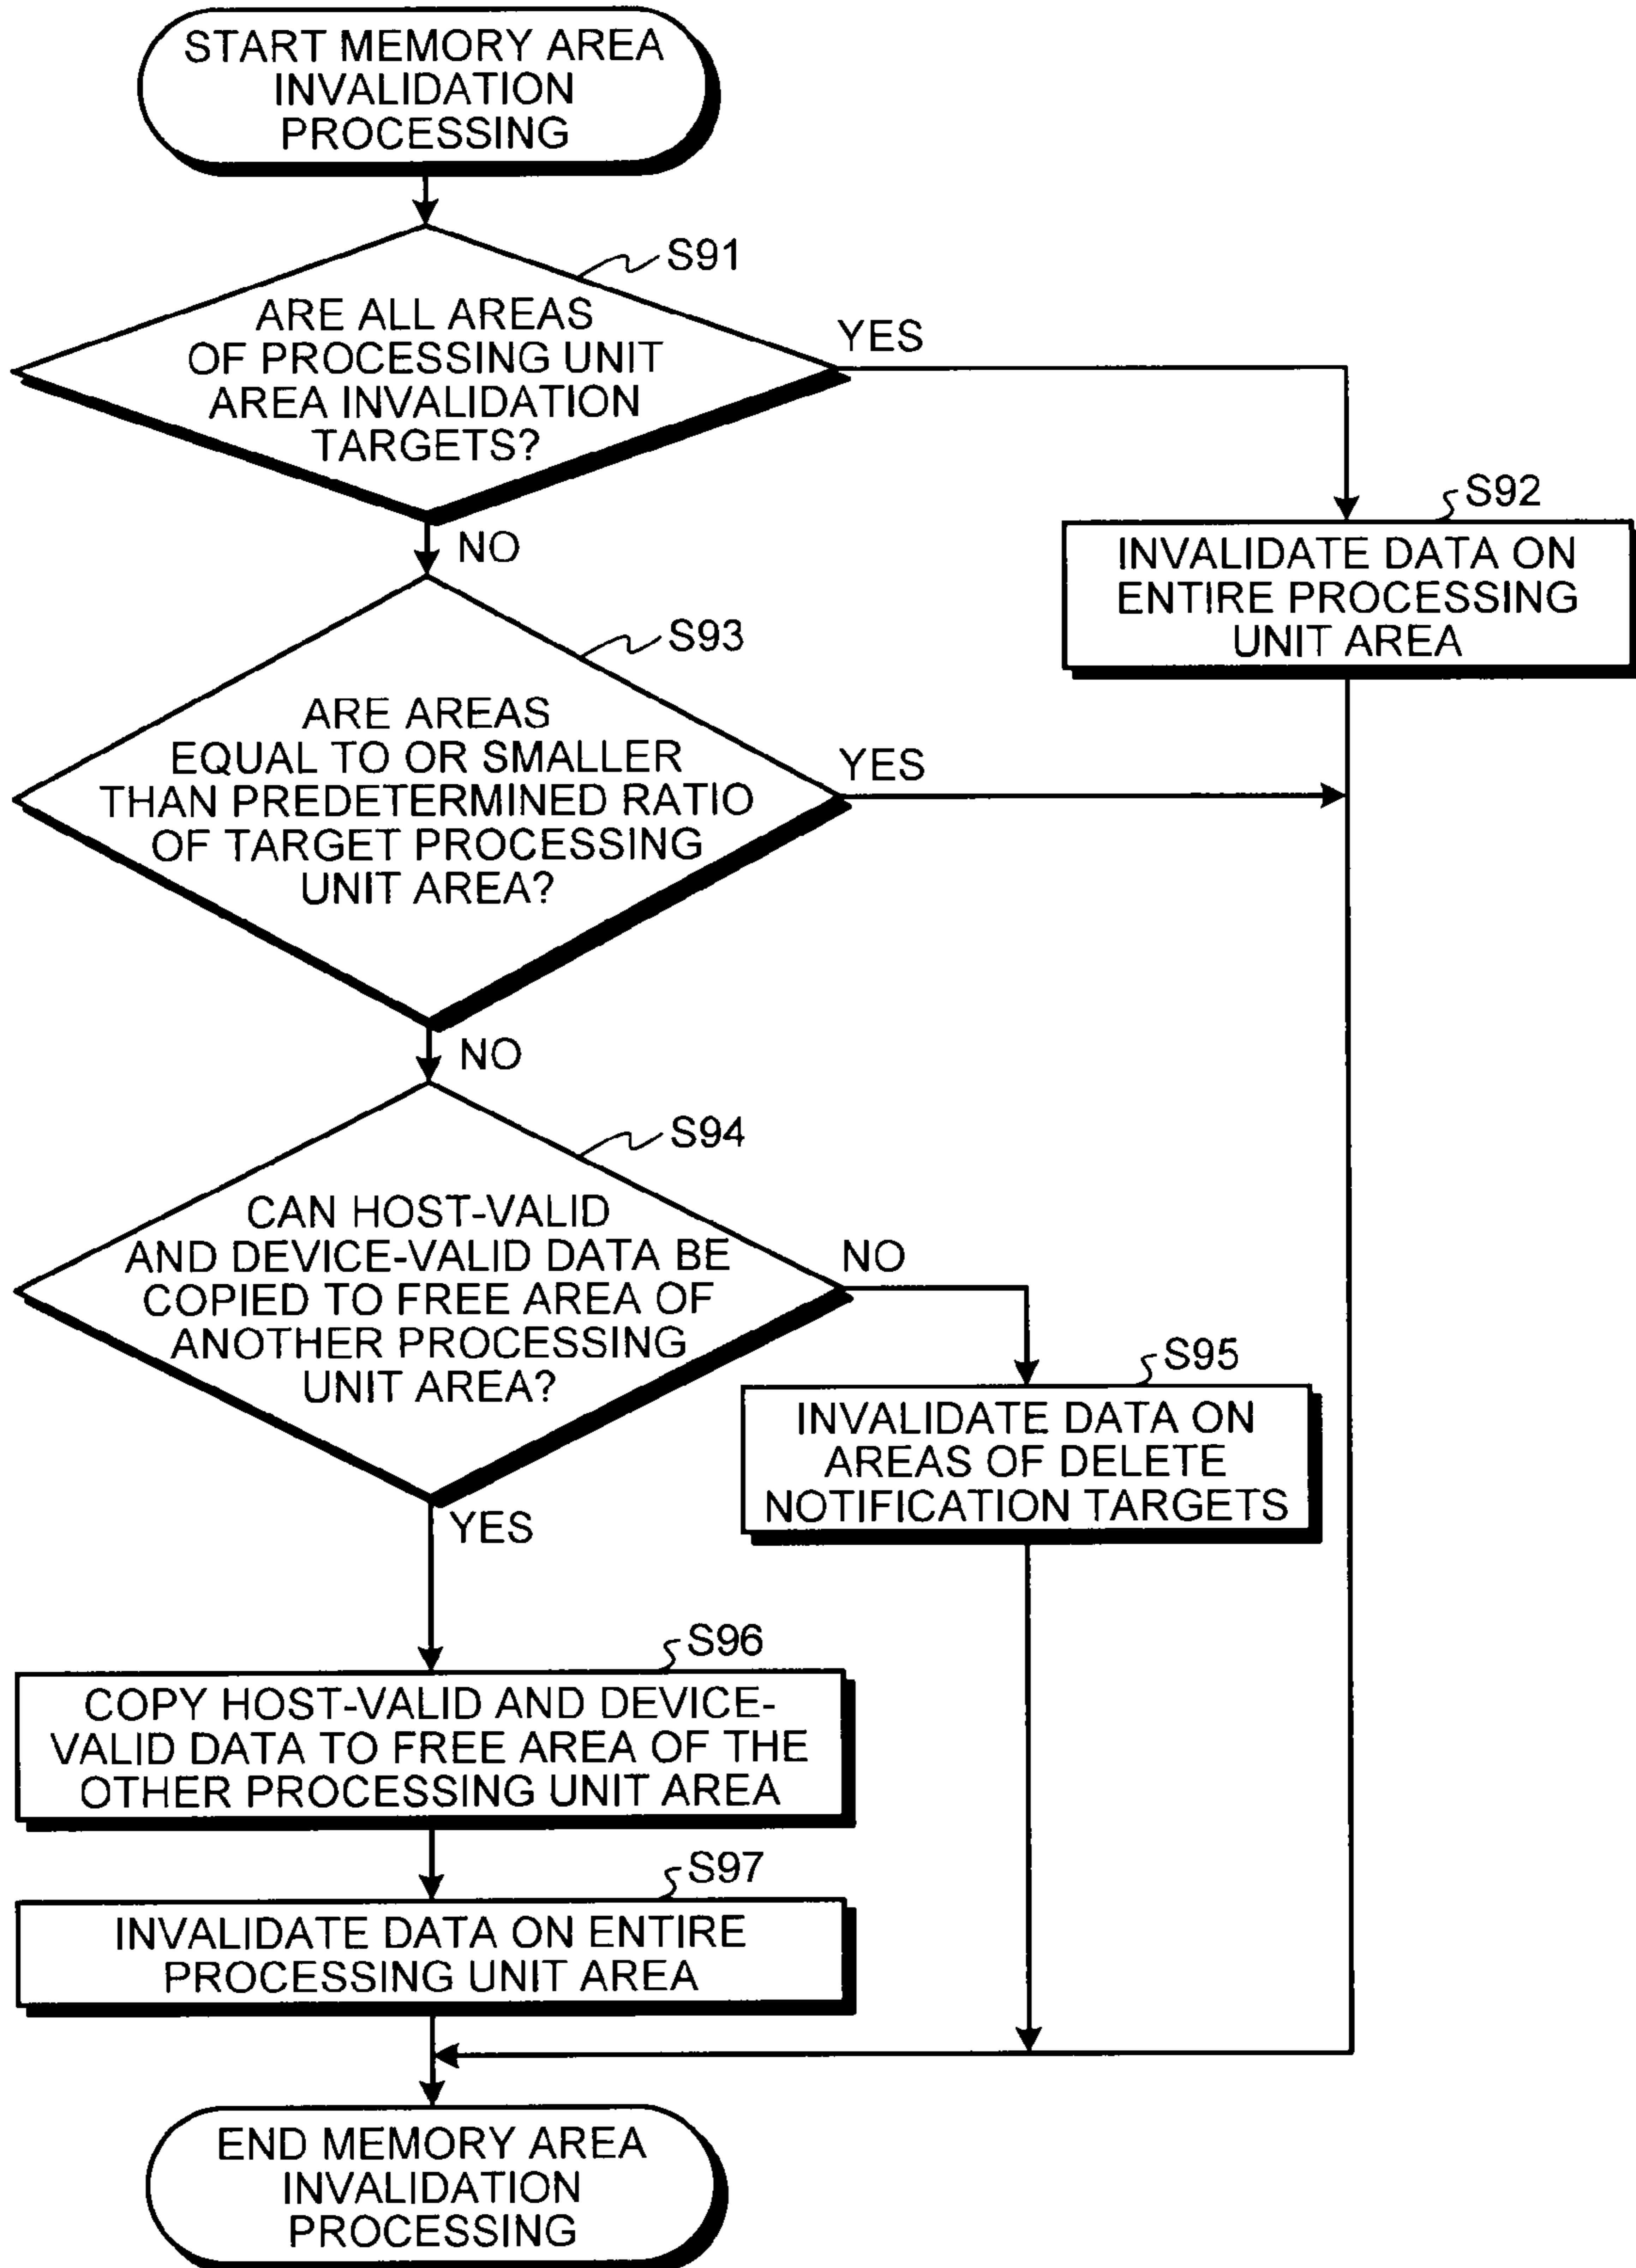 START MEMORY AREA
INVALIDATION
PROCESSING
S91
ARE ALL AREAS
OF PROCESSING UNIT
AREA INVALIDATION
TARGETS?
YES
NO
S92
INVALIDATE DATA ON
ENTIRE PROCESSING
UNIT AREA
S93
ARE AREAS
EQUAL TO OR SMALLER
THAN PREDETERMINED RATIO
OF TARGET PROCESSING
UNIT AREA?
YES
NO
S94
CAN HOST-VALID
AND DEVICE-VALID DATA BE
COPIED TO FREE AREA OF
ANOTHER PROCESSING
UNIT AREA?
NO
YES
S95
INVALIDATE DATA ON
AREAS OF DELETE
NOTIFICATION TARGETS
S96
COPY HOST-VALID AND DEVICE-
VALID DATA TO FREE AREA OF THE
OTHER PROCESSING UNIT AREA
S97
INVALIDATE DATA ON ENTIRE
PROCESSING UNIT AREA
END MEMORY AREA
INVALIDATION
PROCESSING